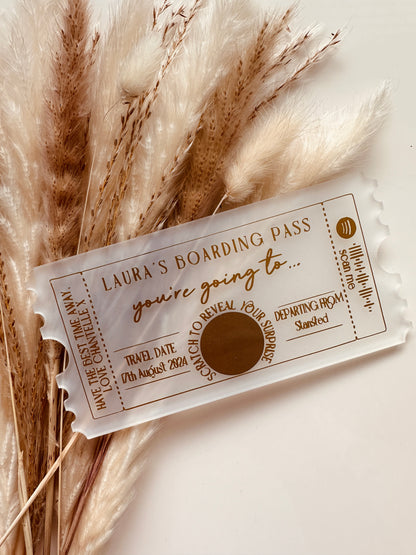 LAURA'S BOARDING PASS
you're going to...
HAVE THE BEST TIME MAI,
LOVE CHANTELLE X
TRAVEL DATE
17th August 2024
SCRATCH TO REVEAL YOUR SURPRISE
DEPARTING FROM
Stansted
scan me